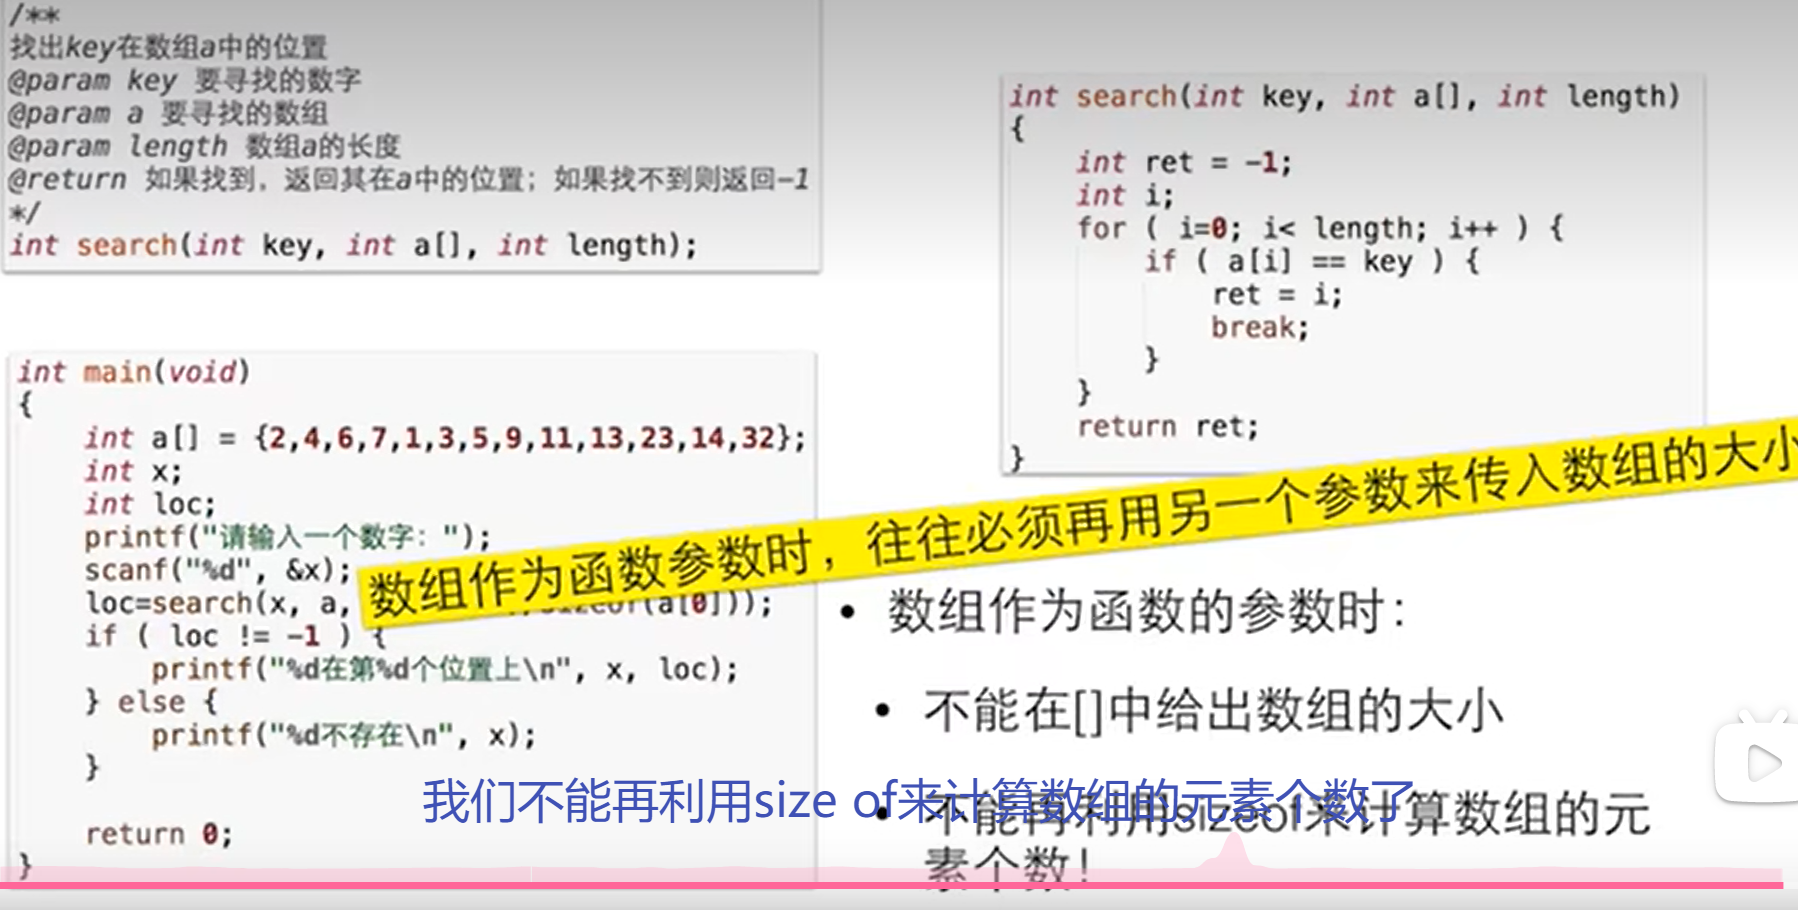 /**
找出key在数组a中的位置
@param key 要寻找的数字
@param a 要寻找的数组
@param length 数组a的长度
@return 如果找到，返回其在a中的位置；如果找不到则返回-1
*/
int search(int key, int a[], int length);
int main(void)
{
int a[] = {2,4,6,7,1,3,5,9,11,13,23,14,32};
int x;
int loc;
printf("请输入一个数字：");
scanf("%d", &x);
loc=search(x, a, sizeof(a[0]));
if ( loc != -1 ) {
printf("%d在第%d个位置上\n", x, loc);
} else {
printf("%d不存在\n", x);
}
return 0;
}
int search(int key, int a[], int length)
{
int ret = -1;
int i;
for ( i=0; i< length; i++ ) {
if ( a[i] == key ) {
ret = i;
break;
}
}
return ret;
}
数组作为函数参数时，往往必须再用另一个参数来传入数组的大小
• 数组作为函数的参数时：
• 不能在[]中给出数组的大小
• 不能再利用sizeof来计算数组的元
素个数！
我们不能再利用size of来计算数组的元素个数了